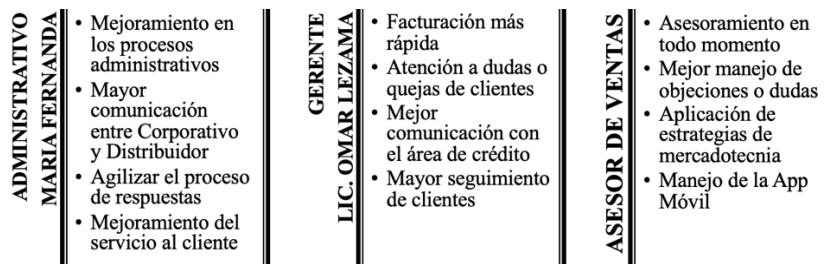 ADMINISTRATIVO
MARIA FERNANDA
• Mejoramiento en
los procesos
administrativos
• Mayor
comunicación
entre Corporativo
y Distribuidor
• Agilizar el proceso
de respuestas
• Mejoramiento del
servicio al cliente
GERENTE
LIC. OMAR LEZAMA
• Facturación más
rápida
• Atención a dudas o
quejas de clientes
• Mejor
comunicación con
el área de crédito
• Mayor seguimiento
de clientes
ASESOR DE VENTAS
• Asesoramiento en
todo momento
• Mejor manejo de
objeciones o dudas
• Aplicación de
estrategias de
mercadotecnia
• Manejo de la App
Móvil